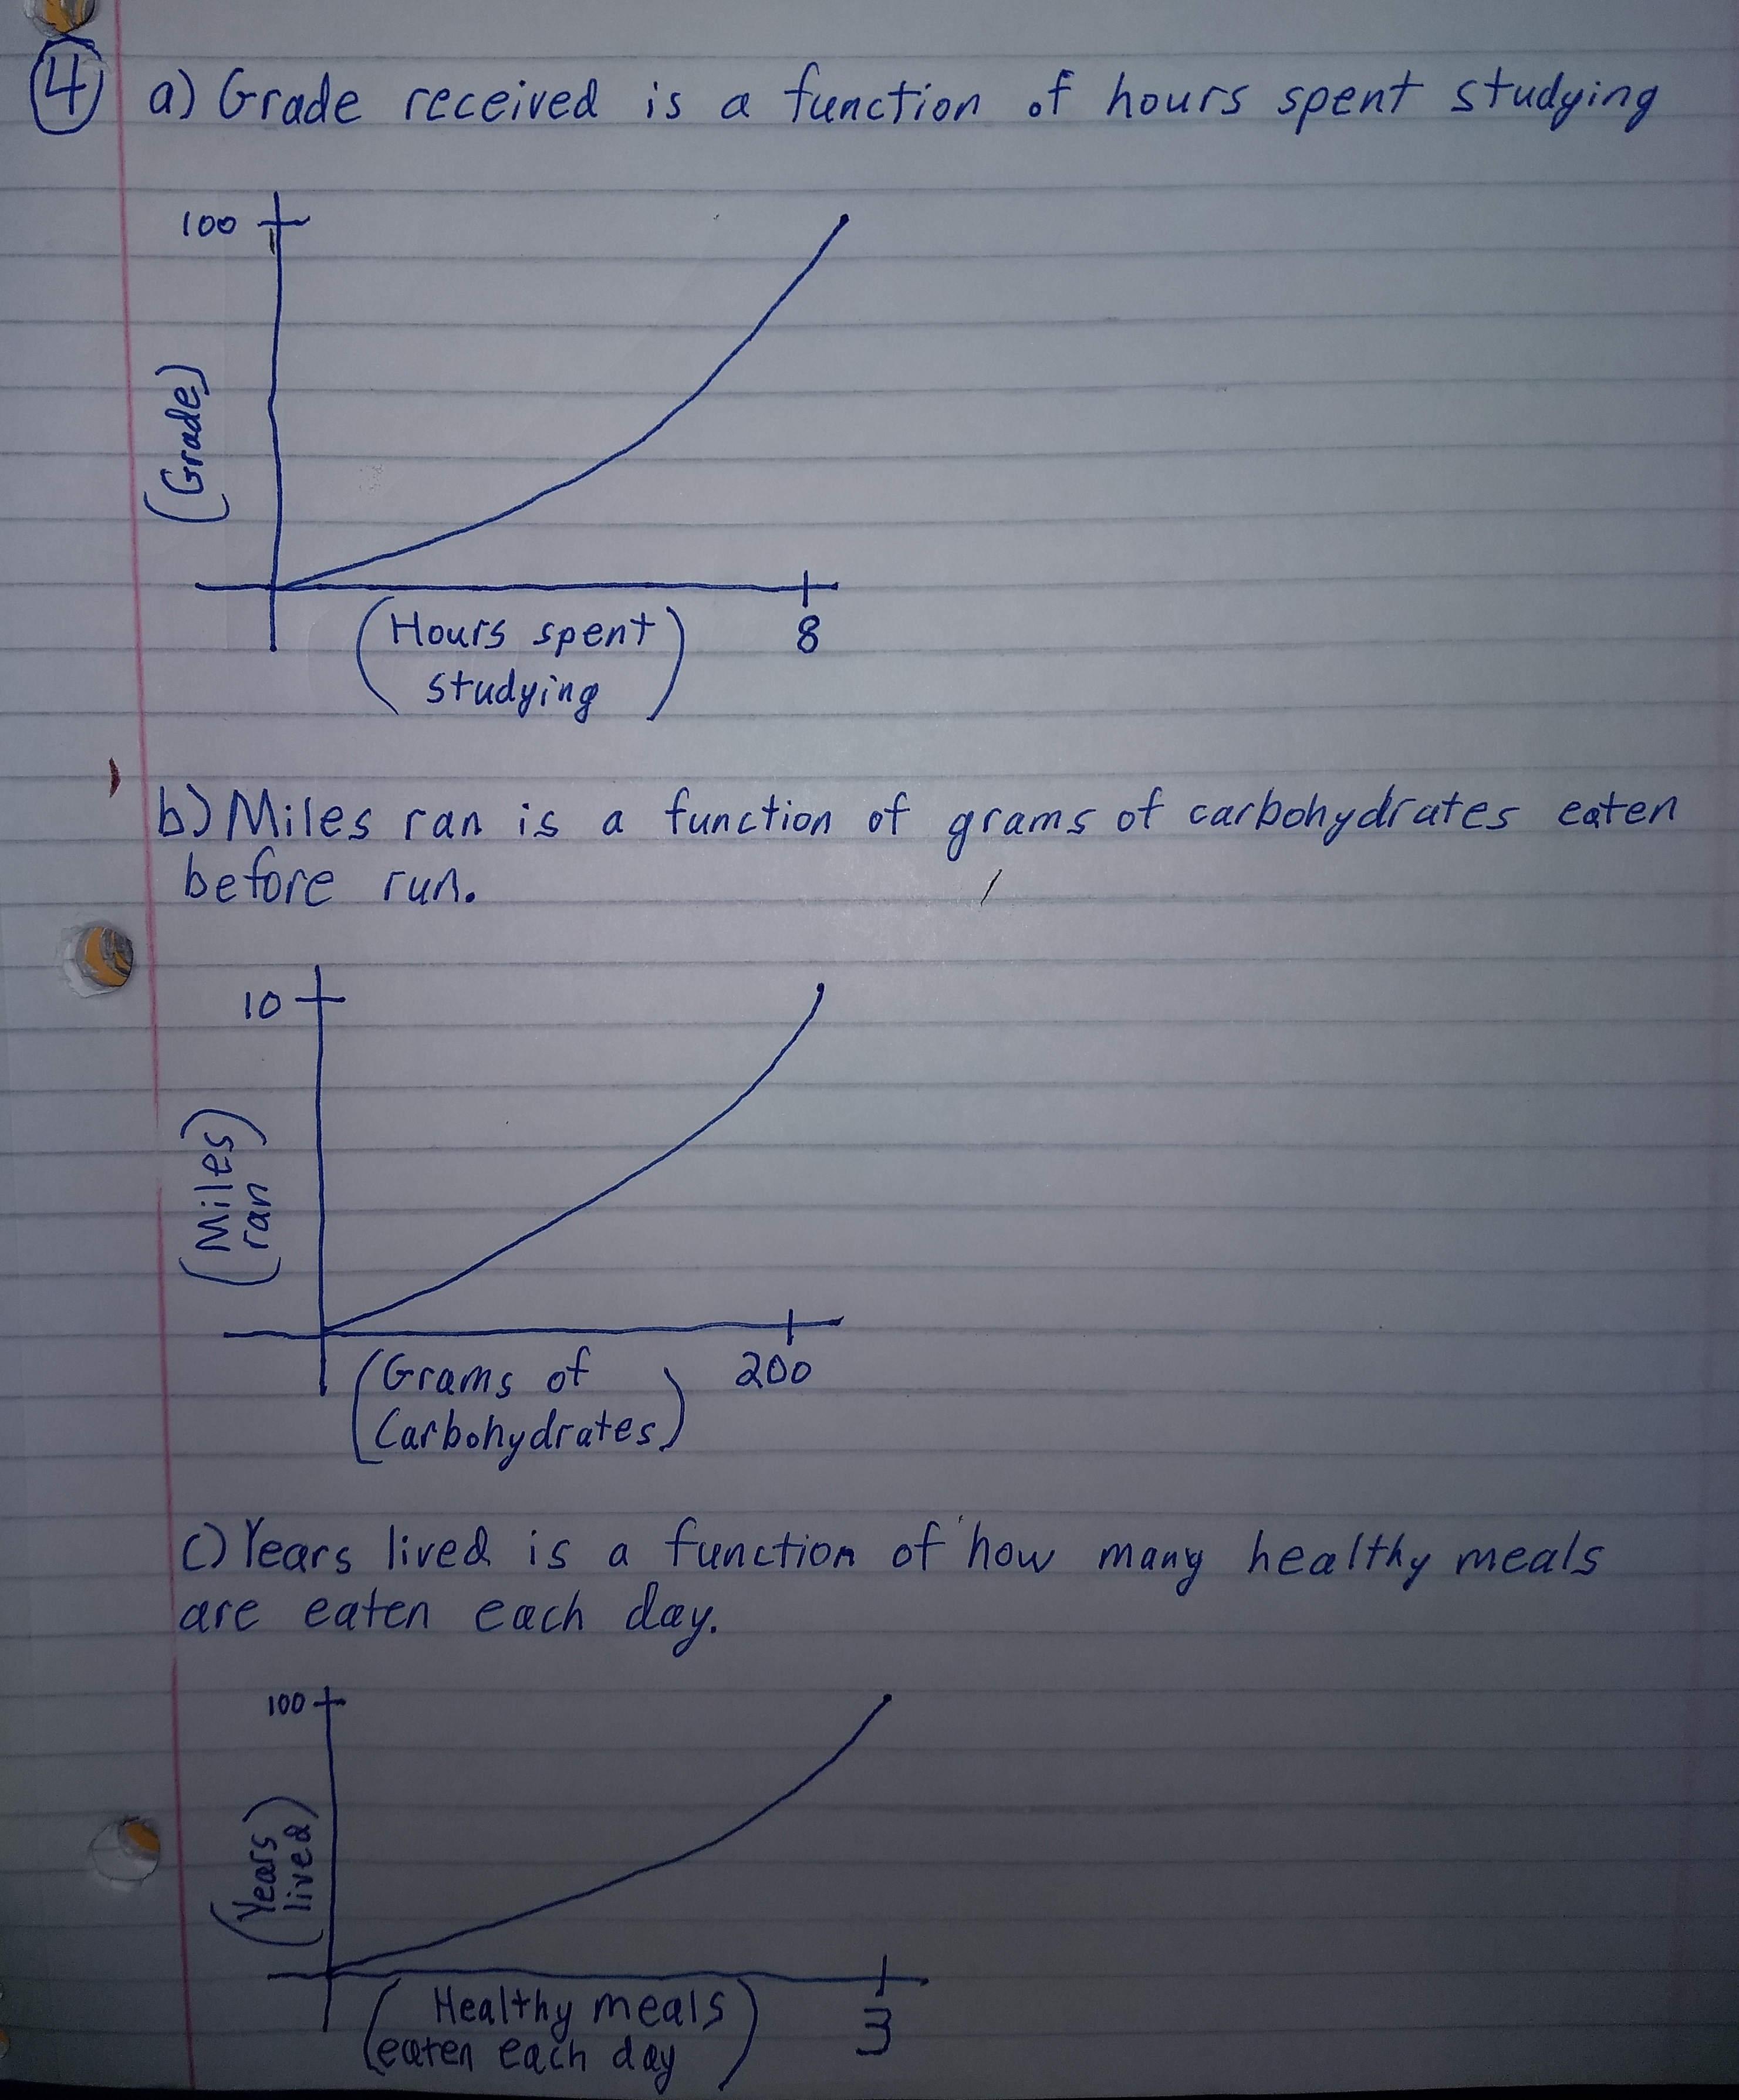 4 a) Grade received is a function of hours spent studying
100
(Grade)
(Hours spent
studying)
8
b) Miles ran is a function of grams of carbohydrates eaten
before run.
10
(Miles
ran)
(Grams of
Carbohydrates)
200
c) Years lived is a function of how many healthy meals
are eaten each day.
100
(Years
lived)
(Healthy meals
eaten each day)
3